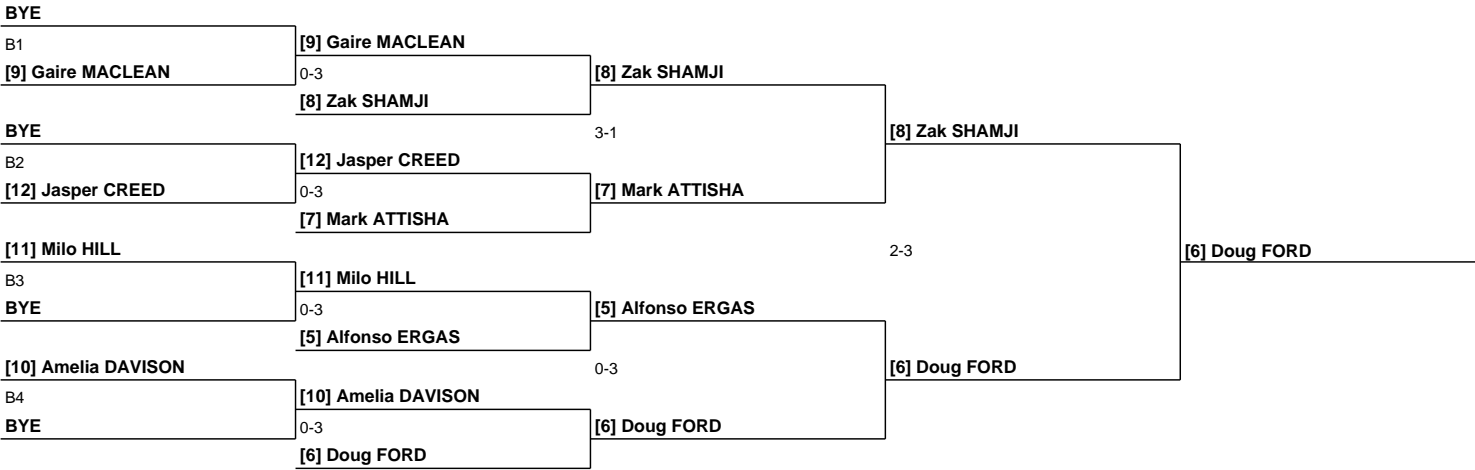 BYE
B1
[9] Gaire MACLEAN
[9] Gaire MACLEAN
0-3
[8] Zak SHAMJI
[8] Zak SHAMJI
BYE
B2
[12] Jasper CREED
[12] Jasper CREED
0-3
[7] Mark ATTISHA
3-1
[7] Mark ATTISHA
[8] Zak SHAMJI
[11] Milo HILL
B3
BYE
[11] Milo HILL
0-3
[5] Alfonso ERGAS
[5] Alfonso ERGAS
[10] Amelia DAVISON
B4
BYE
[10] Amelia DAVISON
0-3
[6] Doug FORD
0-3
[6] Doug FORD
[6] Doug FORD
2-3
[6] Doug FORD